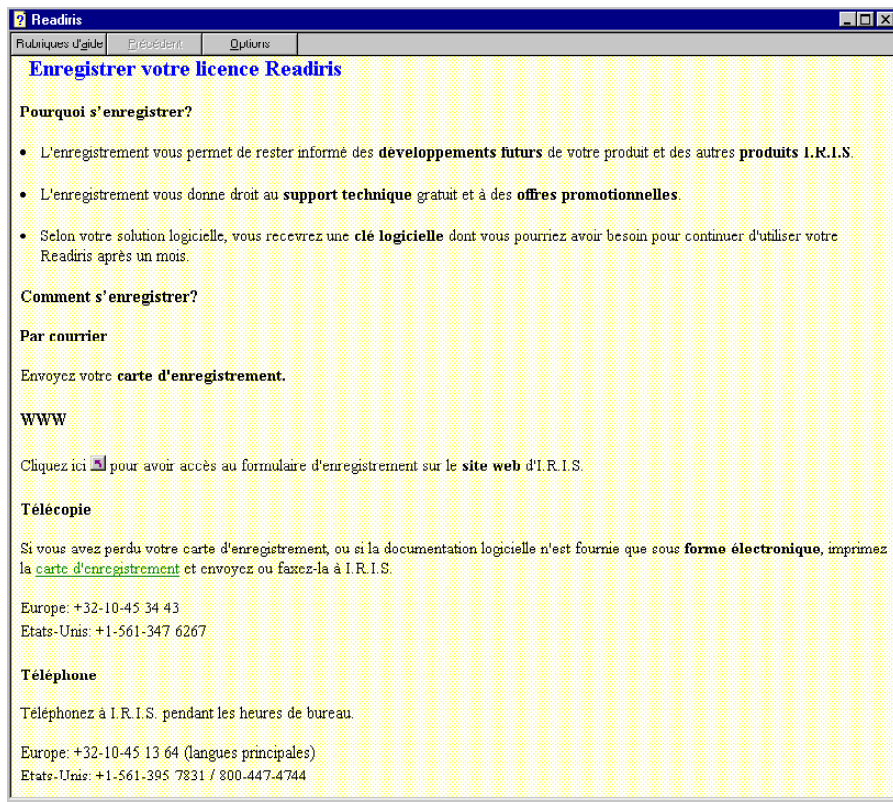 Readiris
Rubriques d'aide Précédent Options
Enregistrer votre licence Readiris
Pourquoi s'enregistrer?
• L'enregistrement vous permet de rester informé des développements futurs de votre produit et des autres produits I.R.I.S.
• L'enregistrement vous donne droit au support technique gratuit et à des offres promotionnelles.
• Selon votre solution logicielle, vous recevrez une clé logicielle dont vous pourriez avoir besoin pour continuer d'utiliser votre
Readiris après un mois.
Comment s'enregistrer?
Par courrier
Envoyez votre carte d'enregistrement.
WWW
Cliquez ici pour avoir accès au formulaire d'enregistrement sur le site web d'I.R.I.S.
Télécopie
Si vous avez perdu votre carte d'enregistrement, ou si la documentation logicielle n'est fournie que sous forme électronique, imprimez
la carte d'enregistrement et envoyez ou faxez-la à I.R.I.S.
Europe: +32-10-45 34 43
Etats-Unis: +1-561-347 6267
Téléphone
Téléphonez à I.R.I.S. pendant les heures de bureau.
Europe: +32-10-45 13 64 (langues principales)
Etats-Unis: +1-561-395 7831 / 800-447-4744